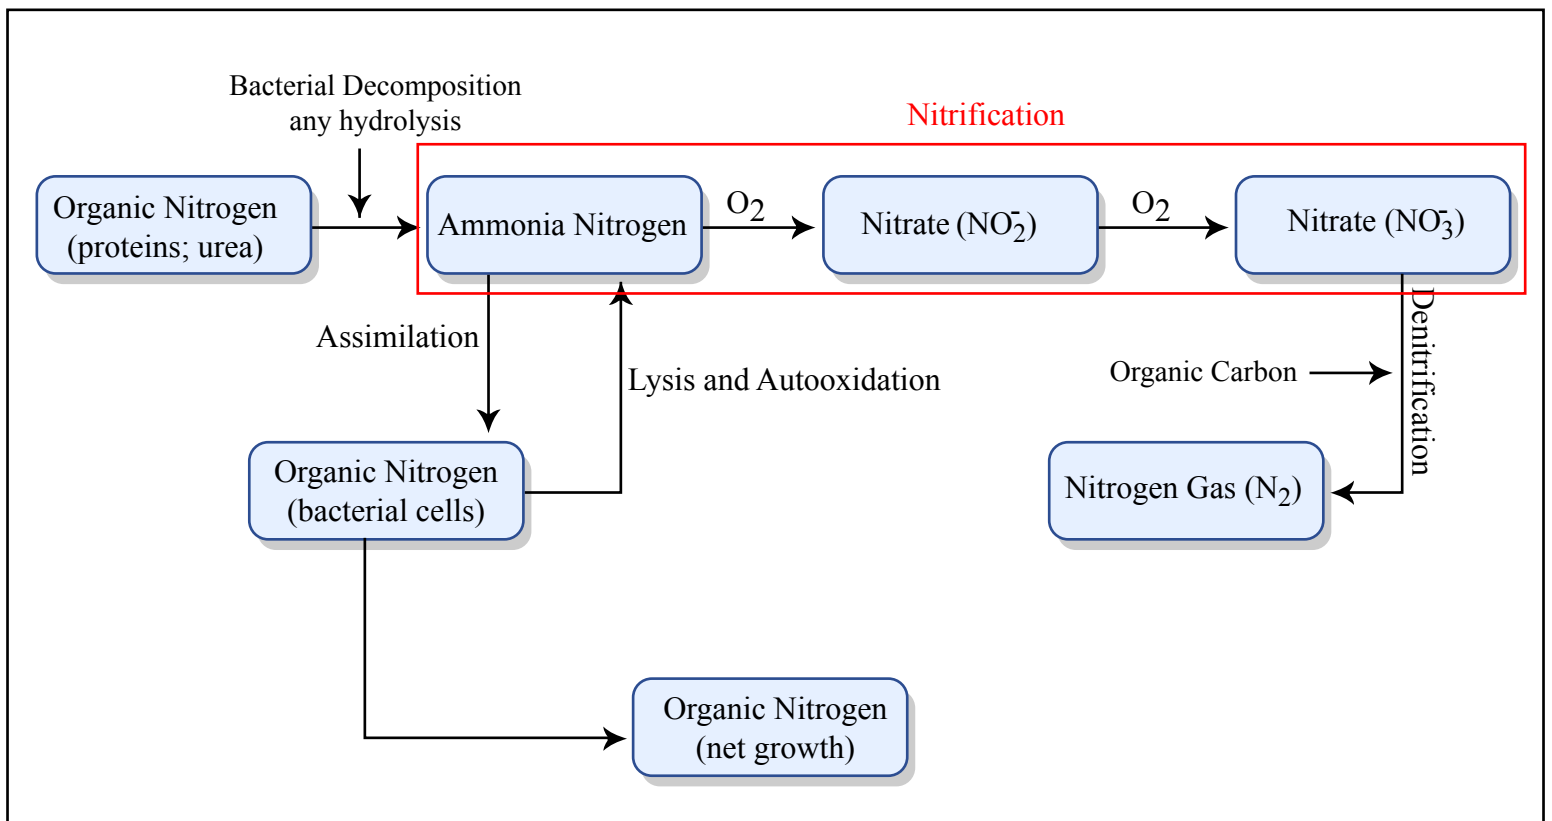 Bacterial Decomposition
any hydrolysis
Nitrification
Organic Nitrogen
(proteins; urea)
Ammonia Nitrogen
O2
Nitrate (NO2-)
O2
Nitrate (NO3-)
Assimilation
Lysis and Autooxidation
Organic Carbon
Denitrification
Organic Nitrogen
(bacterial cells)
Nitrogen Gas (N2)
Organic Nitrogen
(net growth)